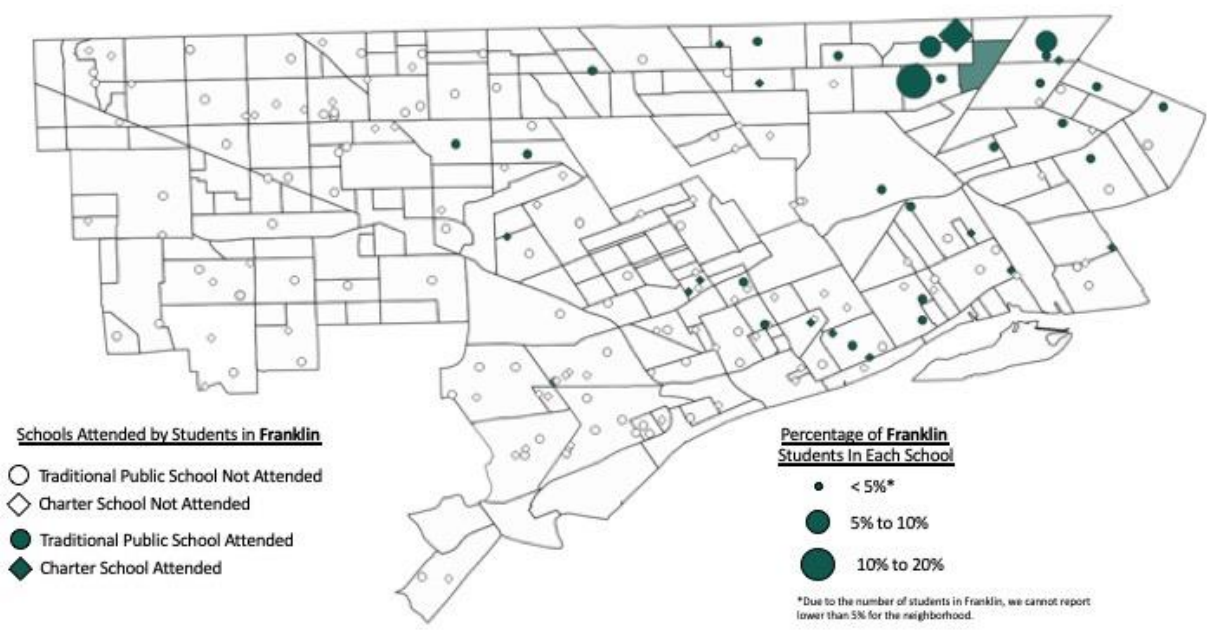 Schools Attended by Students in Franklin
Traditional Public School Not Attended
Charter School Not Attended
Traditional Public School Attended
Charter School Attended
Percentage of Franklin
Students In Each School
< 5%*
5% to 10%
10% to 20%
*Due to the number of students in Franklin, we cannot report
lower than 5% for the neighborhood.